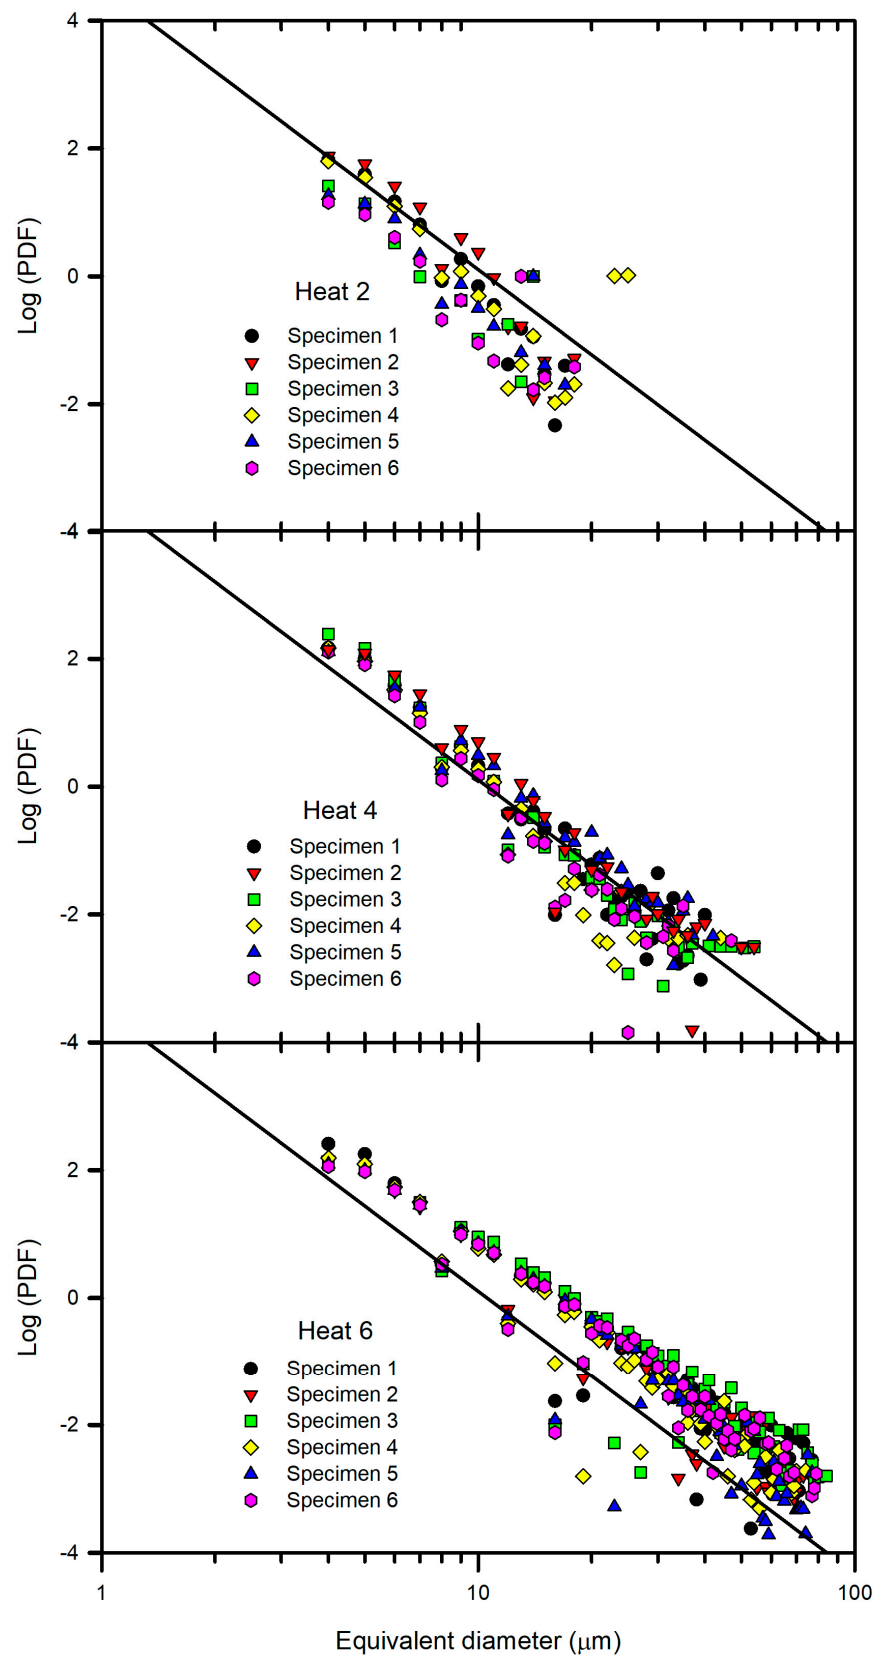 4
2
0
-2
-4
Log (PDF)
Heat 2
Specimen 1
Specimen 2
Specimen 3
Specimen 4
Specimen 5
Specimen 6
2
0
-2
-4
Log (PDF)
Heat 4
Specimen 1
Specimen 2
Specimen 3
Specimen 4
Specimen 5
Specimen 6
2
0
-2
-4
Log (PDF)
Heat 6
Specimen 1
Specimen 2
Specimen 3
Specimen 4
Specimen 5
Specimen 6
1 10 100
Equivalent diameter (μm)